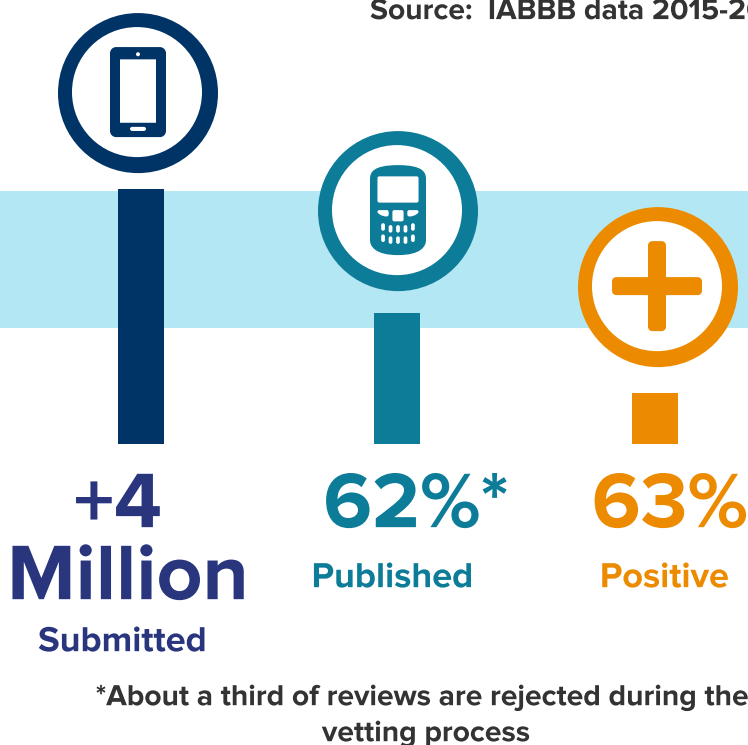 Source: IABBB data 2015-20
+4
Million
Submitted
62%*
Published
63%
Positive
*About a third of reviews are rejected during the
vetting process